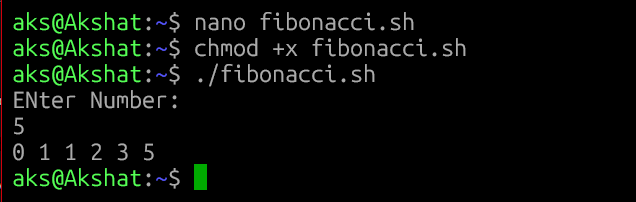 aks@Akshat:~$ nano fibonacci.sh
aks@Akshat:~$ chmod +x fibonacci.sh
aks@Akshat:~$ ./fibonacci.sh
ENter Number:
5
0 1 1 2 3 5
aks@Akshat:~$